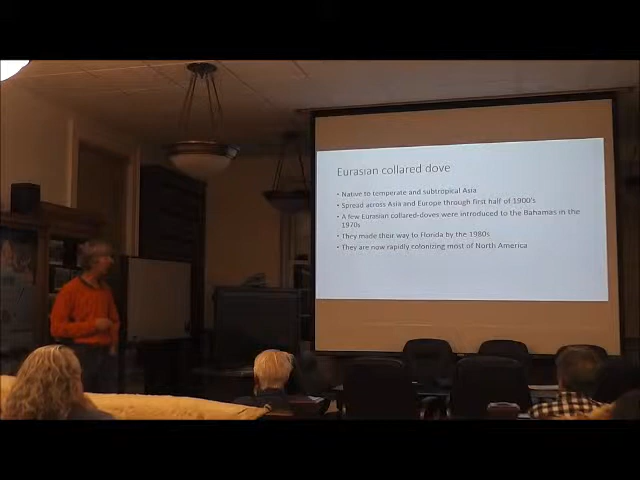 Eurasian collared dove
• Native to temperate and subtropical Asia
• Spread across Asia and Europe through first half of 1900's
• A few Eurasian collared-doves were introduced to the Bahamas in the
1970s
• They made their way to Florida by the 1980s
• They are now rapidly colonizing most of North America